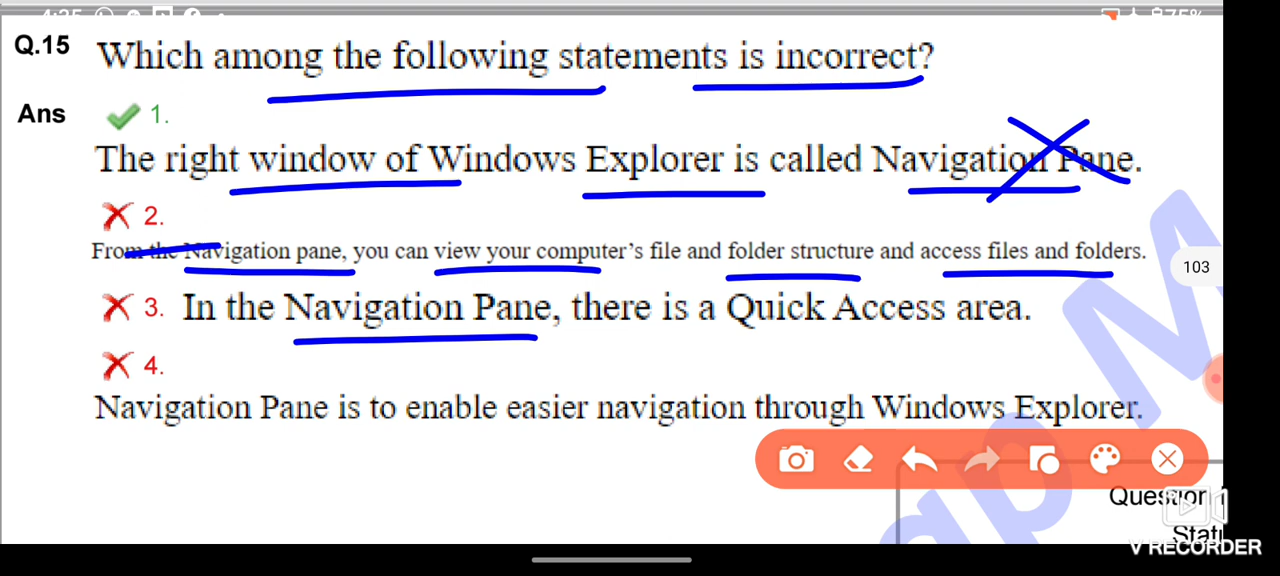 75%
Q.15 Which among the following statements is incorrect?
Ans 1.
The right window of Windows Explorer is called Navigation Pane.
2.
From the Navigation pane, you can view your computer's file and folder structure and access files and folders.
103
3. In the Navigation Pane, there is a Quick Access area.
4.
Navigation Pane is to enable easier navigation through Windows Explorer.
Question
V RECORDER